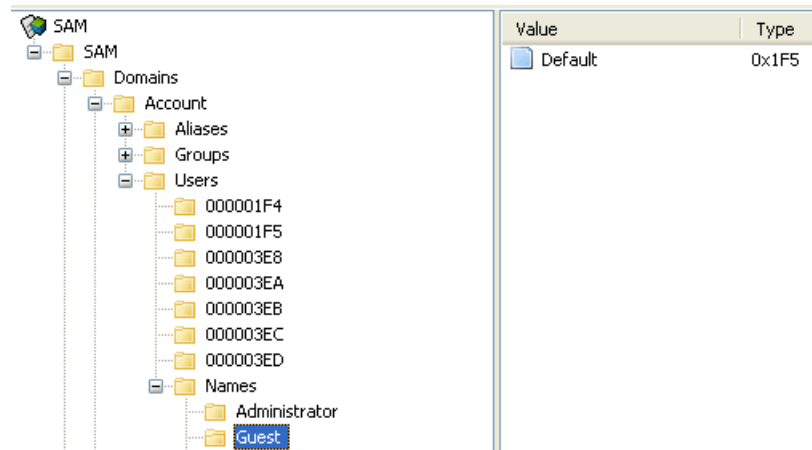 SAM
SAM
Domains
Account
Aliases
Groups
Users
000001F4
000001F5
000003E8
000003EA
000003EB
000003EC
000003ED
Names
Administrator
Guest
Value Type
Default 0x1F5